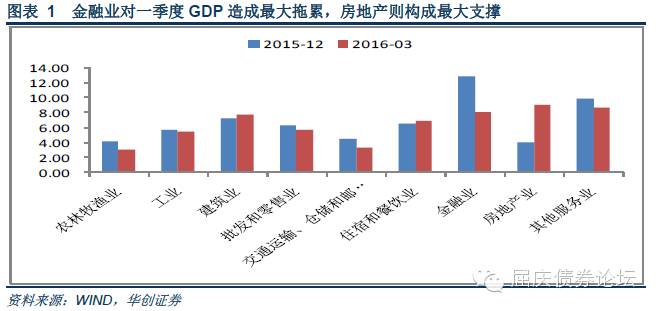 图表 1 金融业对一季度 GDP 造成最大拖累，房地产则构成最大支撑
2015-12 2016-03
14.00
12.00
10.00
8.00
6.00
4.00
2.00
0.00
农林牧渔业
工业
建筑业
批发和零售业
交通运输、仓储和邮..
住宿和餐饮业
金融业
房地产业
其他服务业
屈庆债券论坛
资料来源：WIND，华创证券